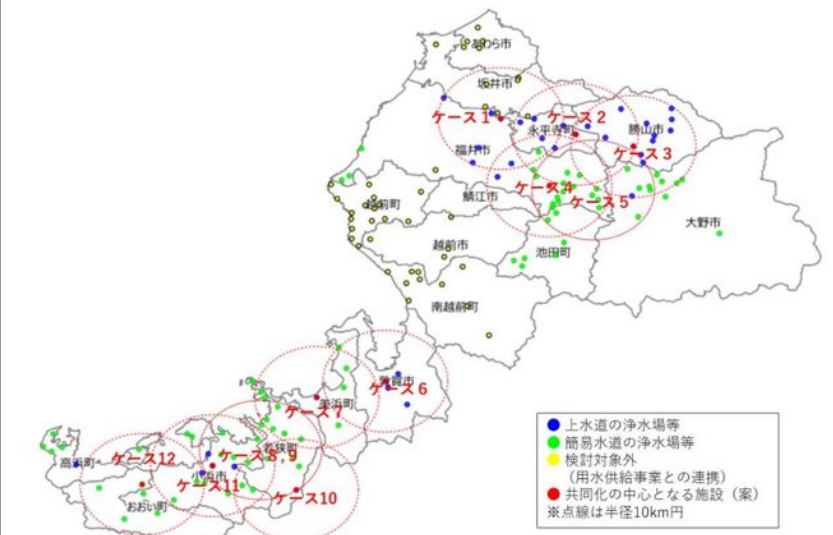 あわら市
坂井市
ケース1
ケース2
永平寺町
勝山市
ケース3
福井市
ケース4
鯖江市
ケース5
越前町
大野市
越前市
池田町
南越前町
敦賀市
ケース6
美浜町
ケース7
若狭町
ケース8,9
高浜町
ケース12
小浜市
ケース11
ケース10
おおい町
上水道の浄水場等
簡易水道の浄水場等
検討対象外
（用水供給事業との連携）
共同化の中心となる施設（案）
※点線は半径10km円